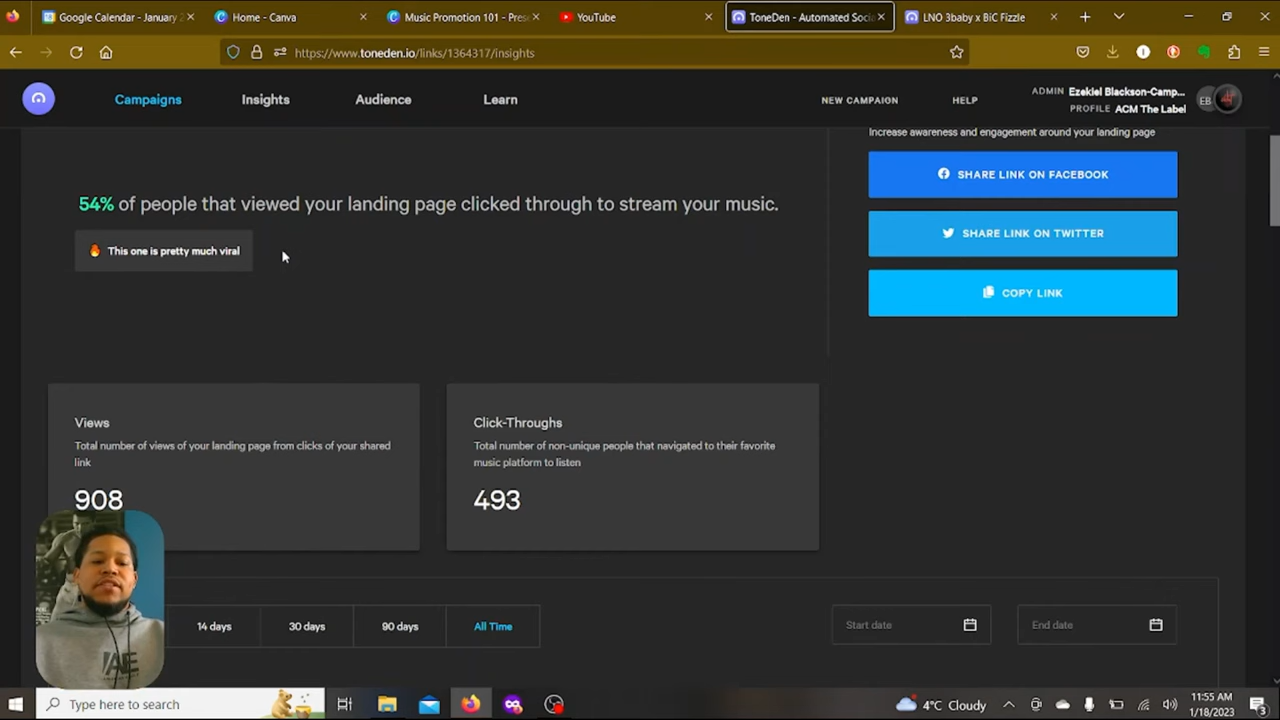 Google Calendar - January 2
Home - Canva
Music Promotion 101 - Pres
YouTube
ToneDen - Automated Socia
LNO 3baby x BiC Fizzle
https://www.toneden.io/links/1364317/insights
Campaigns
Insights
Audience
Learn
NEW CAMPAIGN
HELP
ADMIN Ezekiel Blackson-Camp...
PROFILE ACM The Label
EB
Increase awareness and engagement around your landing page
SHARE LINK ON FACEBOOK
54% of people that viewed your landing page clicked through to stream your music.
SHARE LINK ON TWITTER
This one is pretty much viral
COPY LINK
Views
Total number of views of your landing page from clicks of your shared
link
908
Click-Throughs
Total number of non-unique people that navigated to their favorite
music platform to listen
493
14 days
30 days
90 days
All Time
Start date
End date
AE
Type here to search
4°C Cloudy
11:55 AM
1/18/2023
3